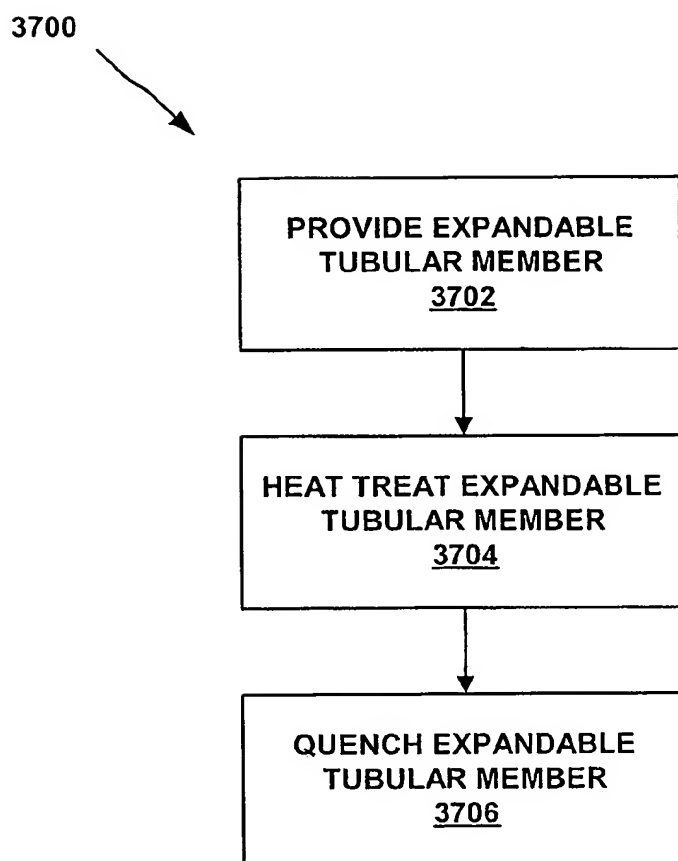 3700
PROVIDE EXPANDABLE
TUBULAR MEMBER
3702
HEAT TREAT EXPANDABLE
TUBULAR MEMBER
3704
QUENCH EXPANDABLE
TUBULAR MEMBER
3706